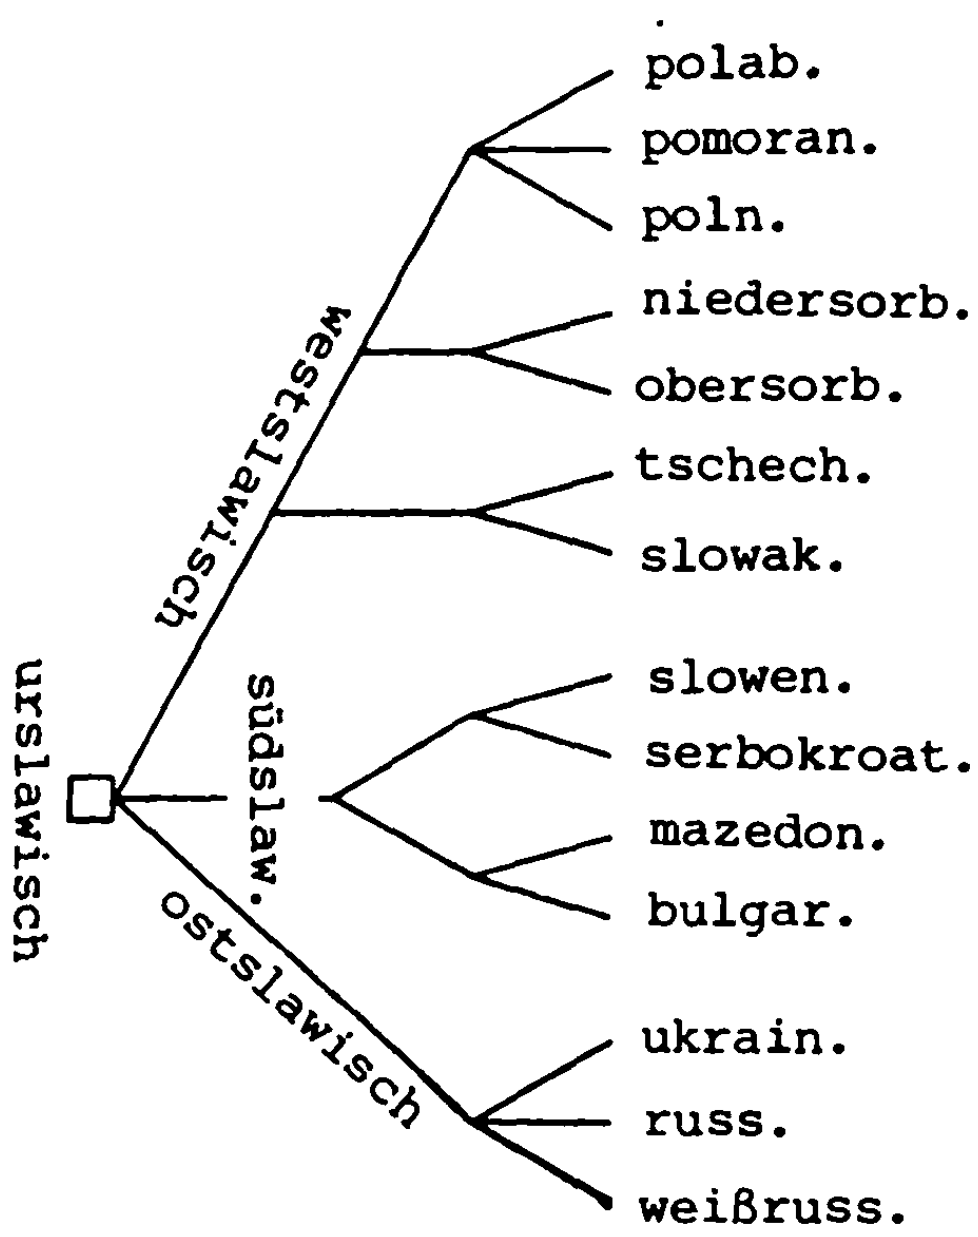 polab.
pomoran.
poln.
niedersorb.
obersorb.
tschech.
slowak.
westslawisch
slowen.
serbokroat.
mazedon.
bulgar.
südslaw.
urslawisch
ostslawisch
ukrain.
russ.
weißruss.